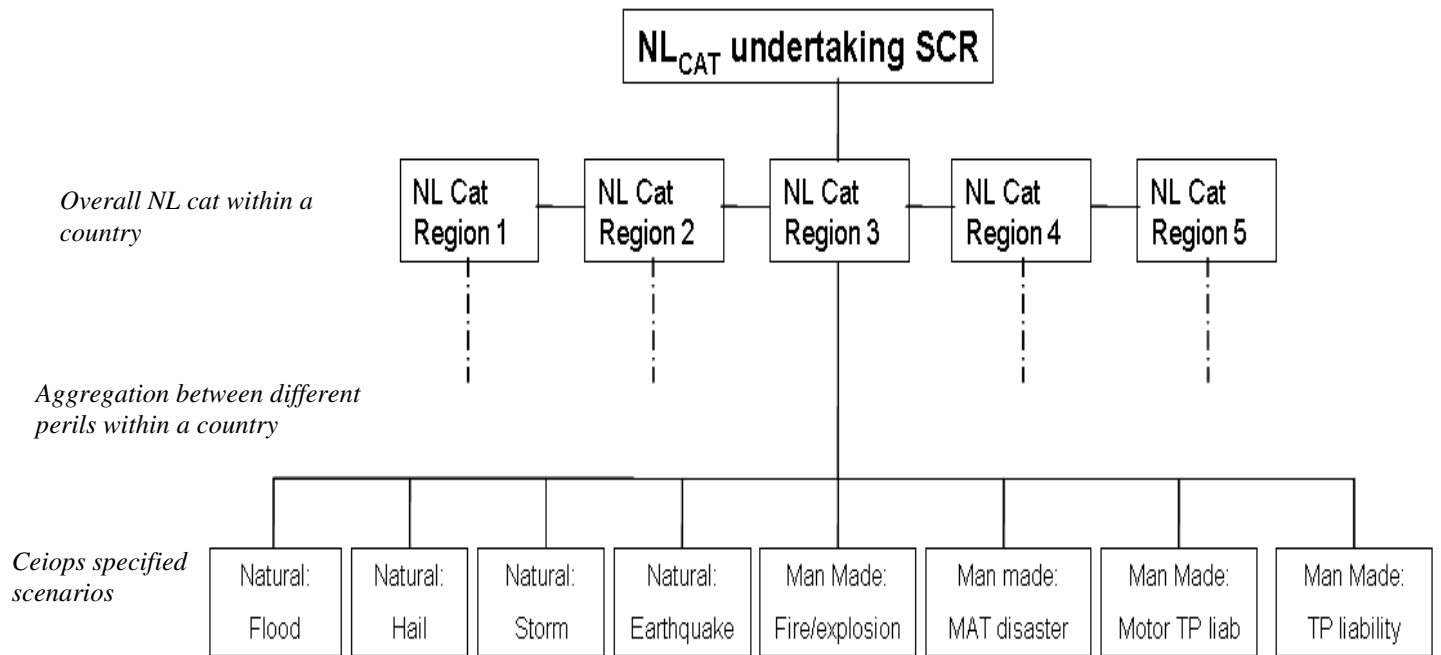 NLCAT undertaking SCR
Overall NL cat within a
country
NL Cat
Region 1
NL Cat
Region 2
NL Cat
Region 3
NL Cat
Region 4
NL Cat
Region 5
Aggregation between different
perils within a country
Ceiops specified
scenarios
Natural:
Flood
Natural:
Hail
Natural:
Storm
Natural:
Earthquake
Man Made:
Fire/explosion
Man made:
MAT disaster
Man Made:
Motor TP liab
Man Made:
TP liability